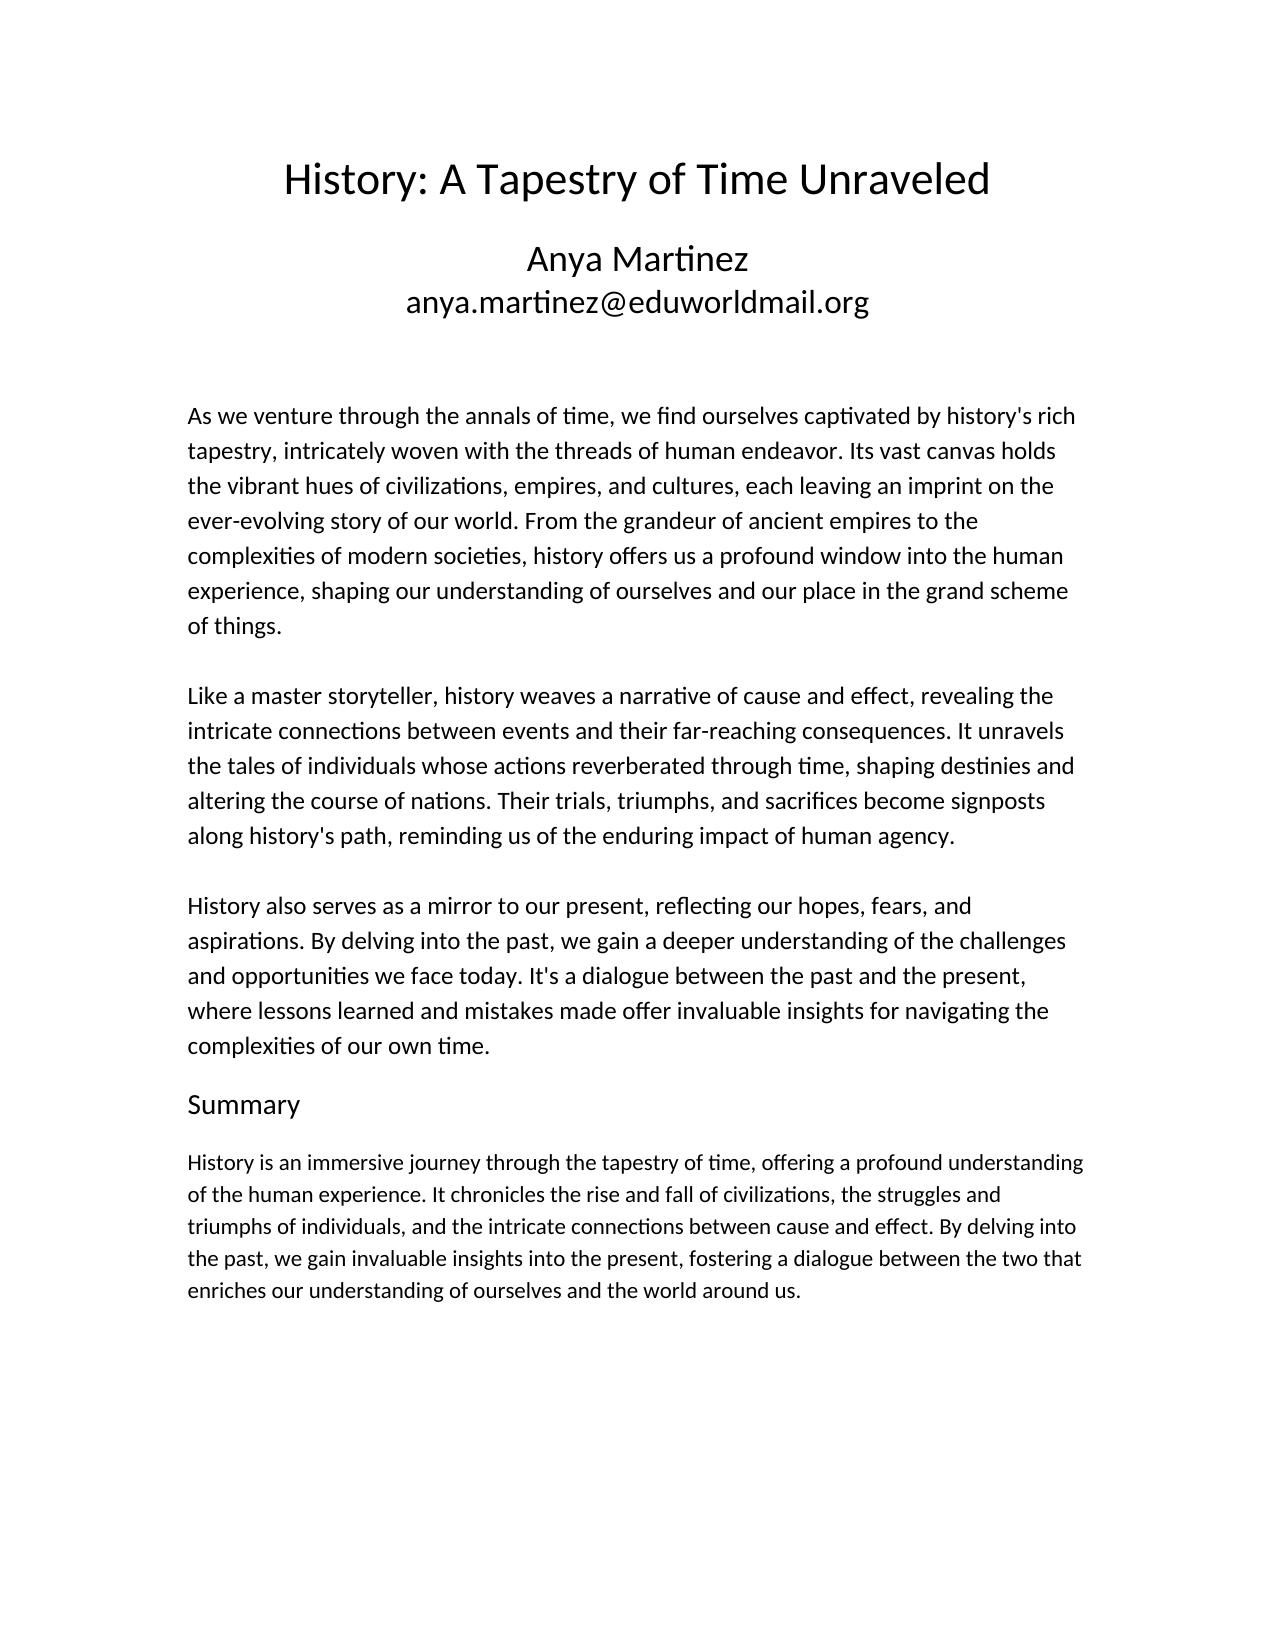 History: A Tapestry of Time Unraveled
Anya Martinez
anya.martinez@eduworldmail.org
As we venture through the annals of time, we find ourselves captivated by history's rich
tapestry, intricately woven with the threads of human endeavor. Its vast canvas holds
the vibrant hues of civilizations, empires, and cultures, each leaving an imprint on the
ever-evolving story of our world. From the grandeur of ancient empires to the
complexities of modern societies, history offers us a profound window into the human
experience, shaping our understanding of ourselves and our place in the grand scheme
of things.
Like a master storyteller, history weaves a narrative of cause and effect, revealing the
intricate connections between events and their far-reaching consequences. It unravels
the tales of individuals whose actions reverberated through time, shaping destinies and
altering the course of nations. Their trials, triumphs, and sacrifices become signposts
along history's path, reminding us of the enduring impact of human agency.
History also serves as a mirror to our present, reflecting our hopes, fears, and
aspirations. By delving into the past, we gain a deeper understanding of the challenges
and opportunities we face today. It's a dialogue between the past and the present,
where lessons learned and mistakes made offer invaluable insights for navigating the
complexities of our own time.
Summary
History is an immersive journey through the tapestry of time, offering a profound understanding
of the human experience. It chronicles the rise and fall of civilizations, the struggles and
triumphs of individuals, and the intricate connections between cause and effect. By delving into
the past, we gain invaluable insights into the present, fostering a dialogue between the two that
enriches our understanding of ourselves and the world around us.